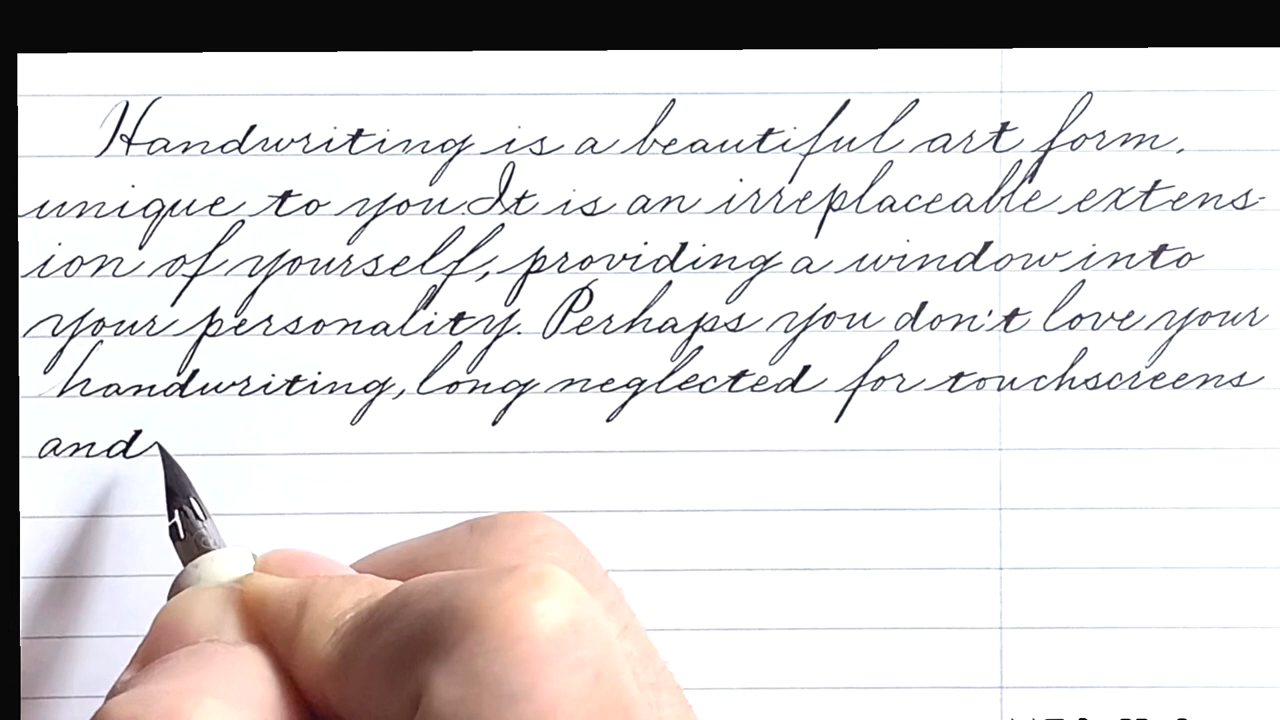 Handwriting is a beautiful art form,
unique to you. It is an irreplaceable extens-
ion of yourself, providing a window into
your personality. Perhaps you don't love your
handwriting, long neglected for touchscreens
and